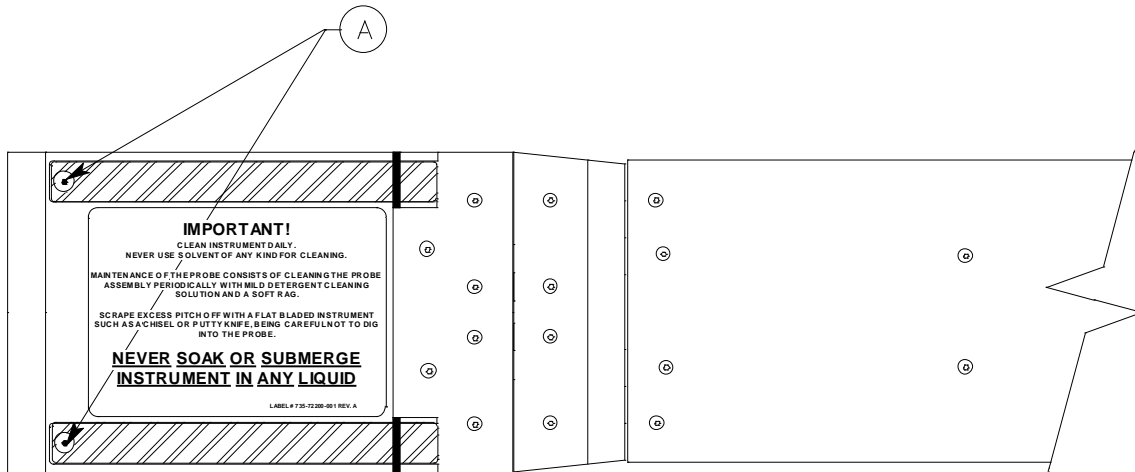 A
IMPORTANT!
CLEAN INSTRUMENT DAILY.
NEVER USE SOLVENT OF ANY KIND FOR CLEANING.
MAINTENANCE OF THE PROBE CONSISTS OF CLEANING THE PROBE
ASSEMBLY PERIODICALLY WITH MILD DETERGENT CLEANING
SOLUTION AND A SOFT RAG.
SCRAPE EXCESS PITCH OFF WITH A FLAT BLADED INSTRUMENT
SUCH AS A CHISEL OR PUTTY KNIFE, BEING CAREFUL NOT TO DIG
INTO THE PROBE.
NEVER SOAK OR SUBMERGE
INSTRUMENT IN ANY LIQUID
LABEL # 735-72200-001 REV. A